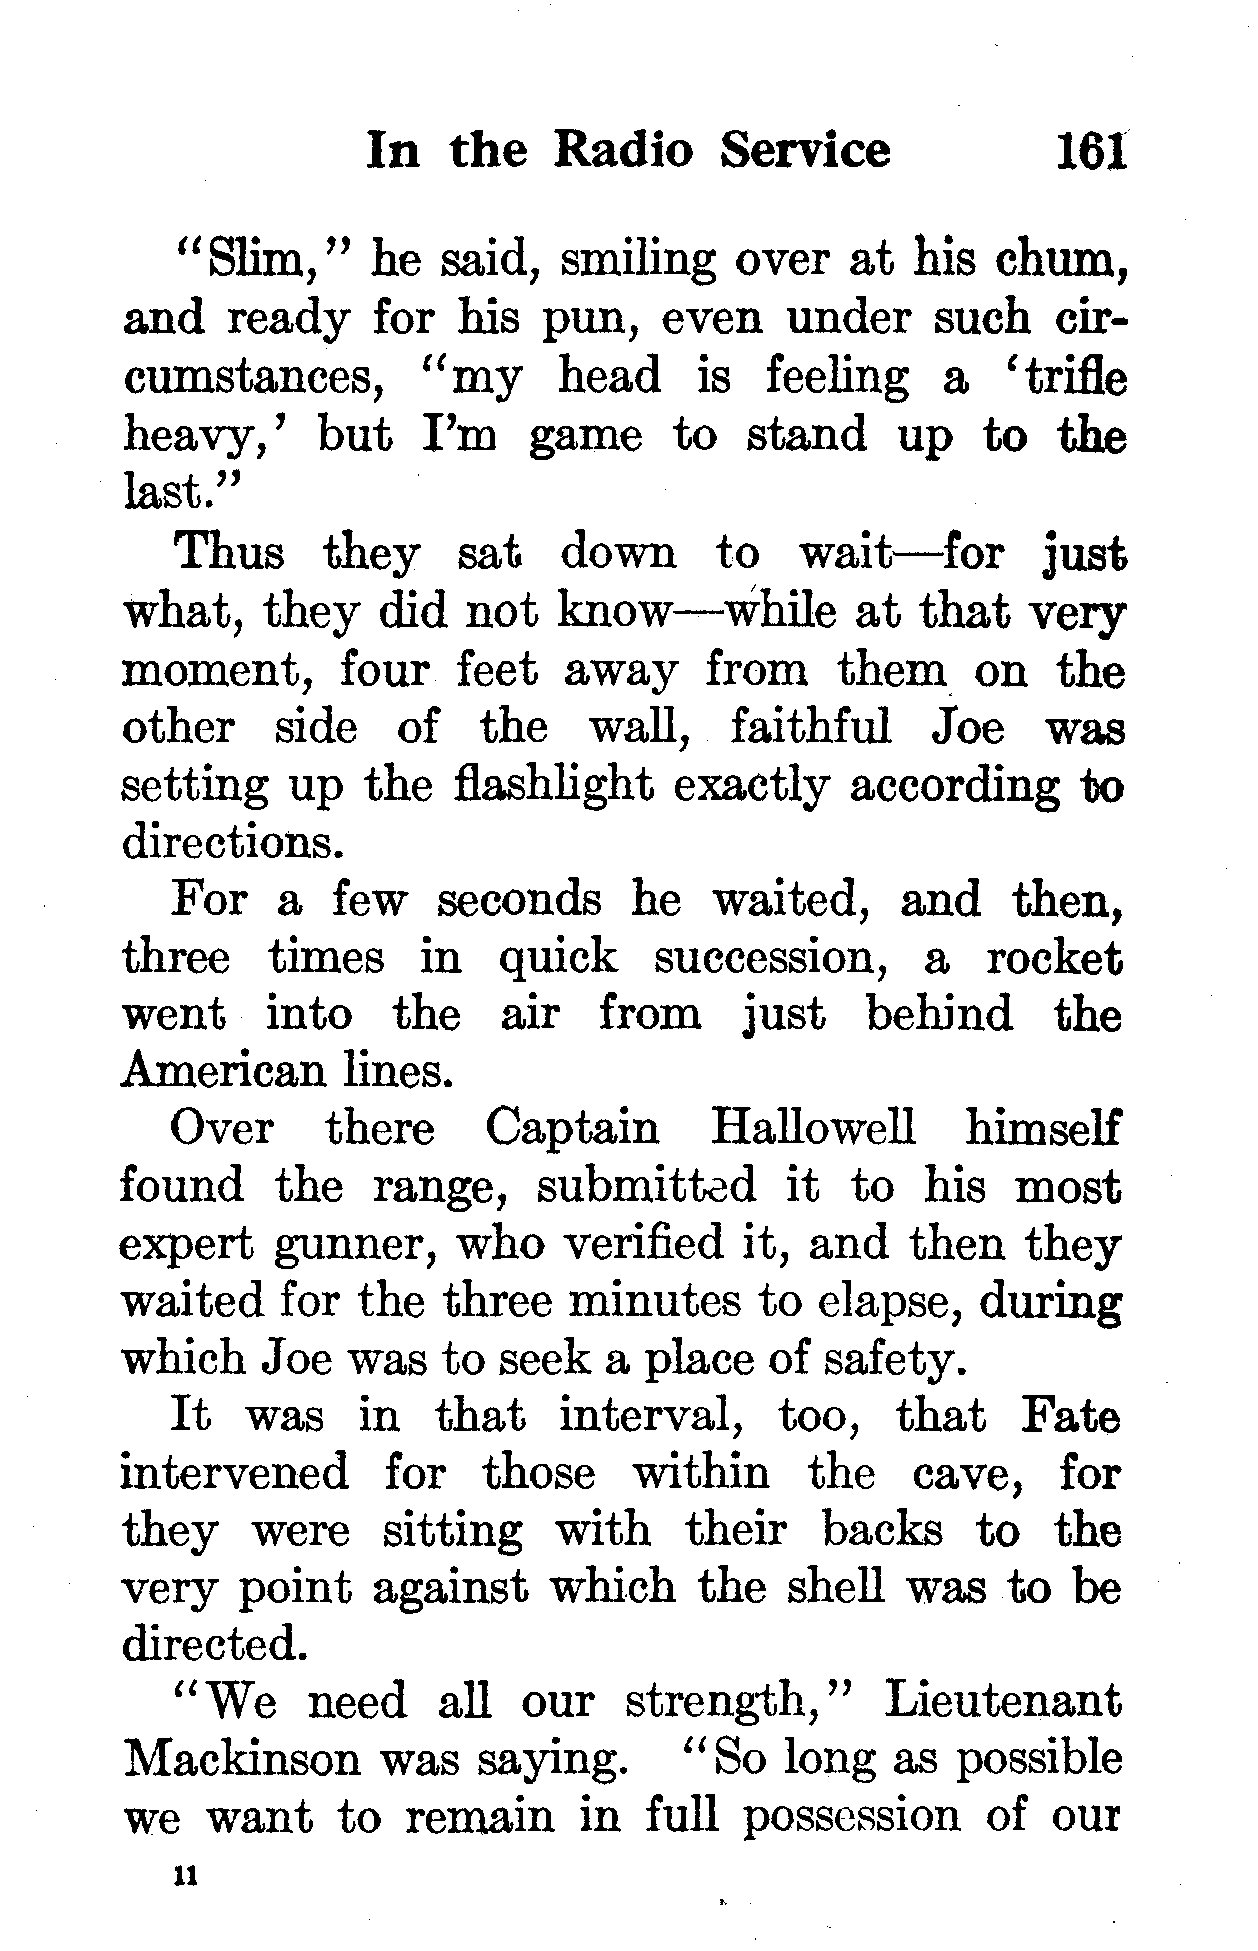 In the Radio Service 161
"Slim," he said, smiling over at his chum,
and ready for his pun, even under such cir-
cumstances, "my head is feeling a 'trifle
heavy,' but I'm game to stand up to the
last."
Thus they sat down to wait—for just
what, they did not know—while at that very
moment, four feet away from them on the
other side of the wall, faithful Joe was
setting up the flashlight exactly according to
directions.
For a few seconds he waited, and then,
three times in quick succession, a rocket
went into the air from just behind the
American lines.
Over there Captain Hallowell himself
found the range, submitted it to his most
expert gunner, who verified it, and then they
waited for the three minutes to elapse, during
which Joe was to seek a place of safety.
It was in that interval, too, that Fate
intervened for those within the cave, for
they were sitting with their backs to the
very point against which the shell was to be
directed.
"We need all our strength," Lieutenant
Mackinson was saying. "So long as possible
we want to remain in full possession of our
11